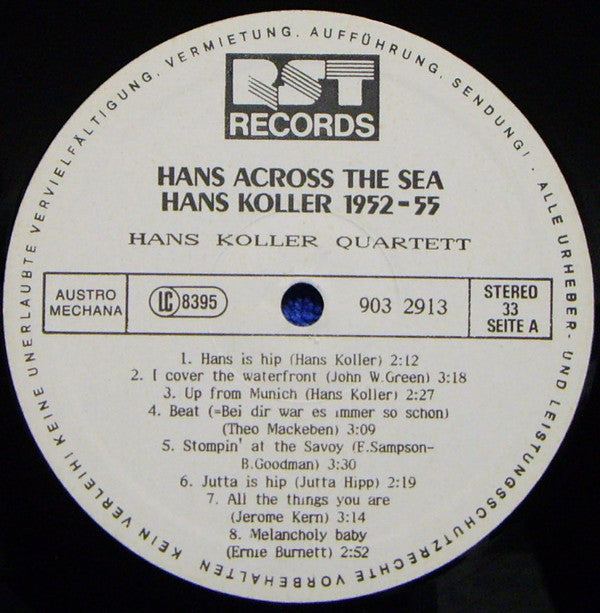 ALLE URHEBER- UND LEISTUNGSSCHUTZRECHTE VORBEHALTEN KEIN VERLEIH! KEINE UNERLAUBTE VERVIELFÄLTIGUNG, VERMIETUNG, AUFFÜHRUNG, SENDUNG!
RST
RECORDS
HANS ACROSS THE SEA
HANS KOLLER 1952-55
HANS KOLLER QUARTETT
AUSTRO
MECHANA
LC 8395
903 2913
STEREO
33
SEITE A
1. Hans is hip (Hans Koller) 2:12
2. I cover the waterfront (John W.Green) 3:18
3. Up from Munich (Hans Koller) 2:27
4. Beat (=Bei dir war es immer so schon)
(Theo Mackeben) 3:09
5. Stompin' at the Savoy (E.Sampson-
B.Goodman) 3:30
6. Jutta is hip (Jutta Hipp) 2:19
7. All the things you are
(Jerome Kern) 3:14
8. Melancholy baby
(Ernie Burnett) 2:52